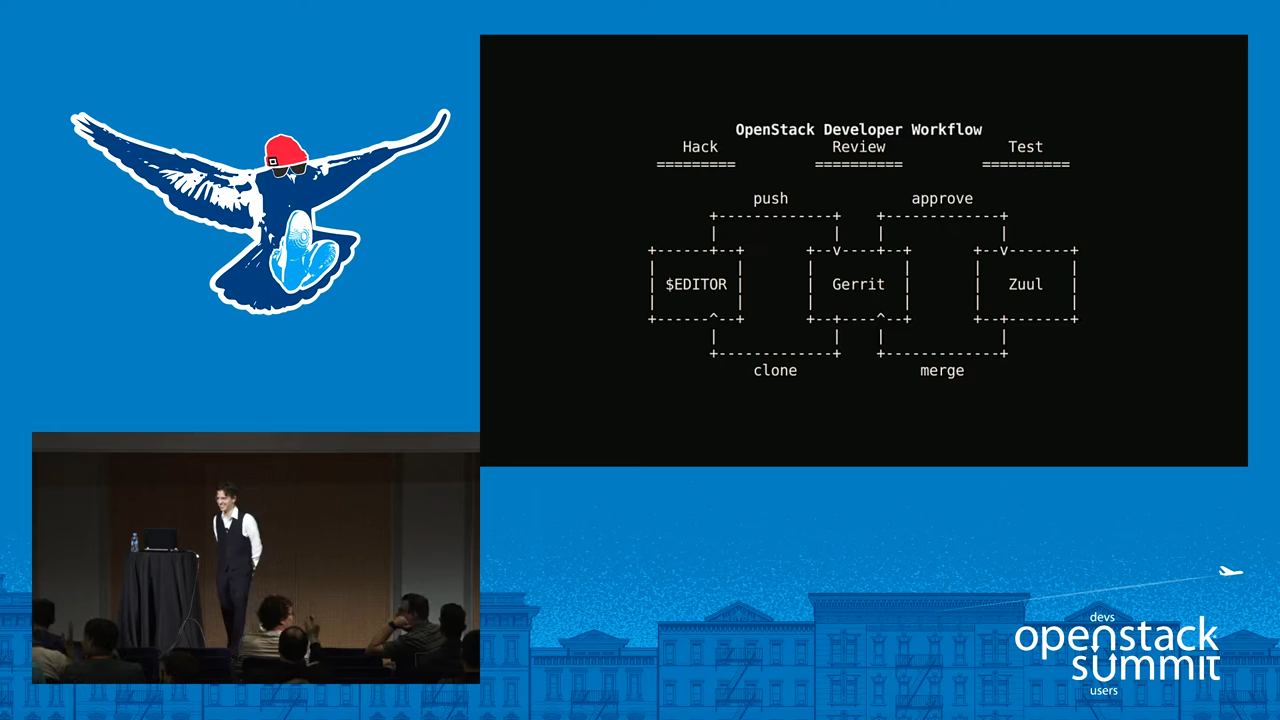 OpenStack Developer Workflow
Hack Review Test
========= ========== ==========
push approve
$EDITOR Gerrit Zuul
clone merge
devs
openstack
summit
users